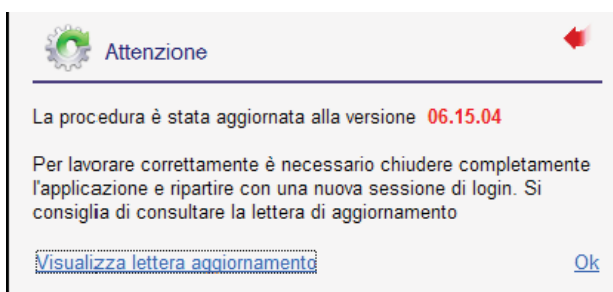 Attenzione
La procedura è stata aggiornata alla versione 06.15.04
Per lavorare correttamente è necessario chiudere completamente
l'applicazione e ripartire con una nuova sessione di login. Si
consiglia di consultare la lettera di aggiornamento
Visualizza lettera aggiornamento Ok